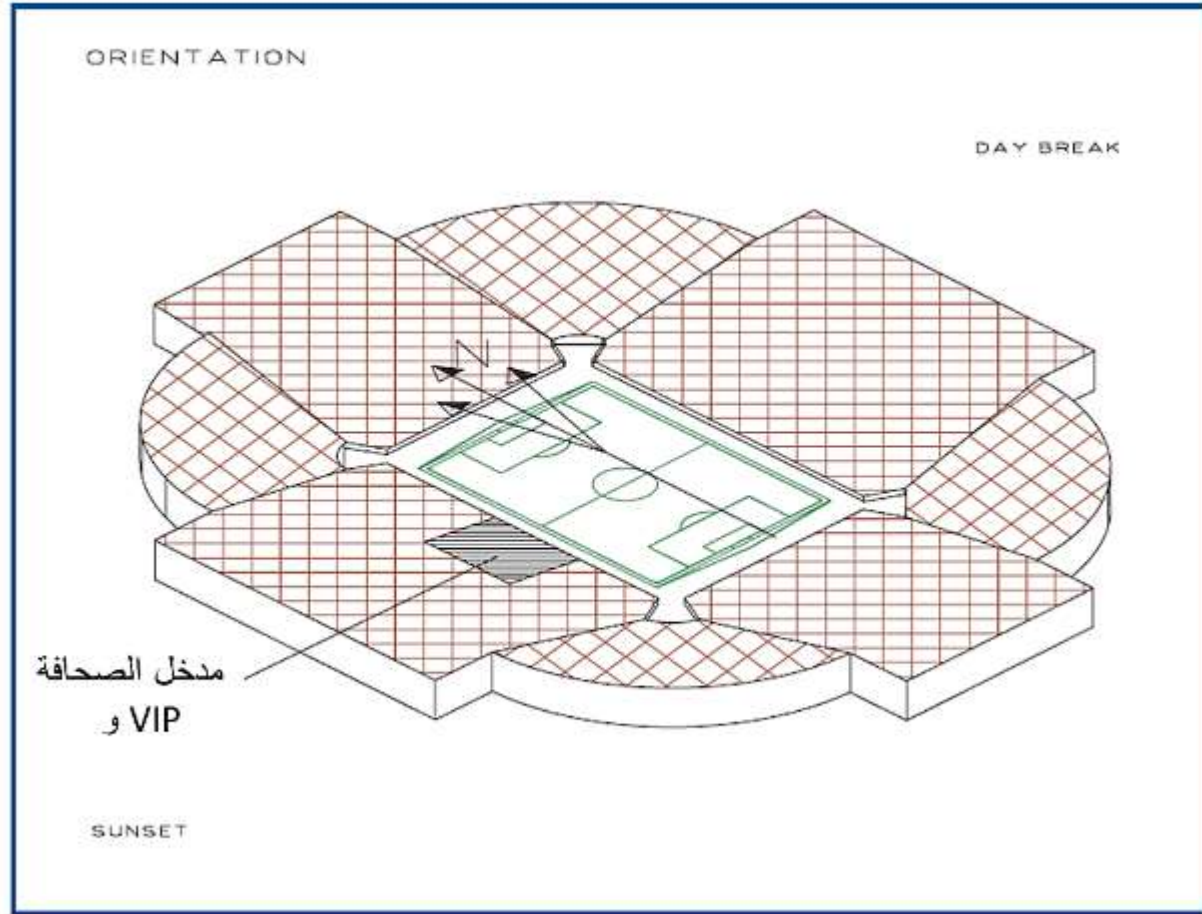 ORIENTATION
DAY BREAK
N
مدخل الصحافة
و VIP
SUNSET